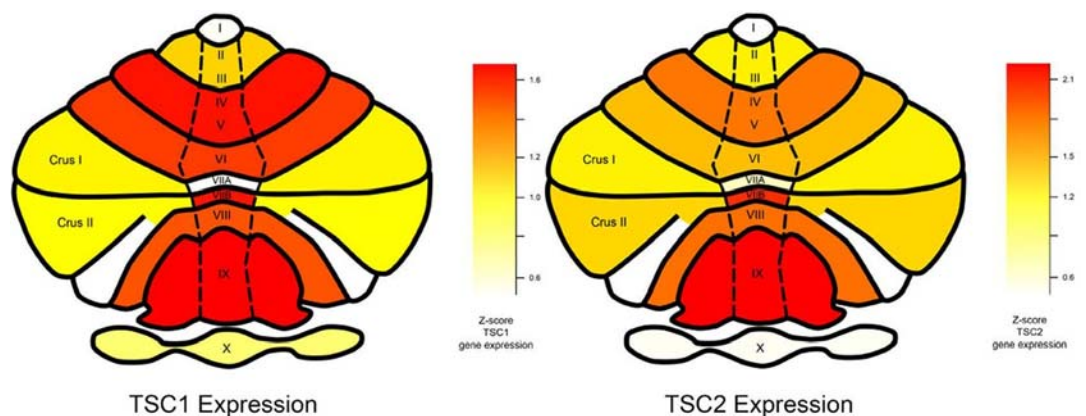 I
II
III
IV
V
VI
VIIA
VIIB
VIII
IX
X
Crus I
Crus II
1.6
1.2
1.0
0.6
Z-score
TSC1
gene expression
TSC1 Expression
I
II
III
IV
V
VI
VIIA
VIIB
VIII
IX
X
Crus I
Crus II
2.1
1.5
1.2
0.6
Z-score
TSC2
gene expression
TSC2 Expression